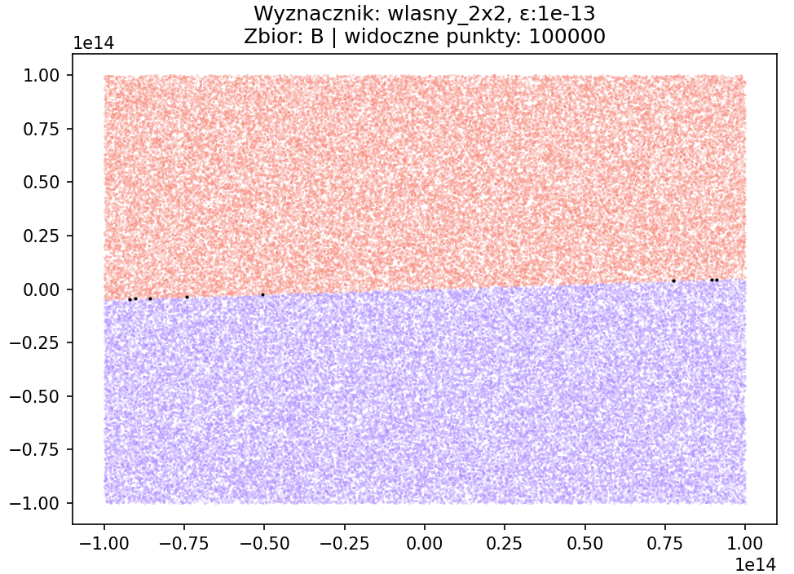 Wyznacznik: wlasny_2x2, ε:1e-13
Zbior: B | widoczne punkty: 100000
1e14
1.00
0.75
0.50
0.25
0.00
−0.25
−0.50
−0.75
−1.00
−1.00 −0.75 −0.50 −0.25 0.00 0.25 0.50 0.75 1.00
1e14